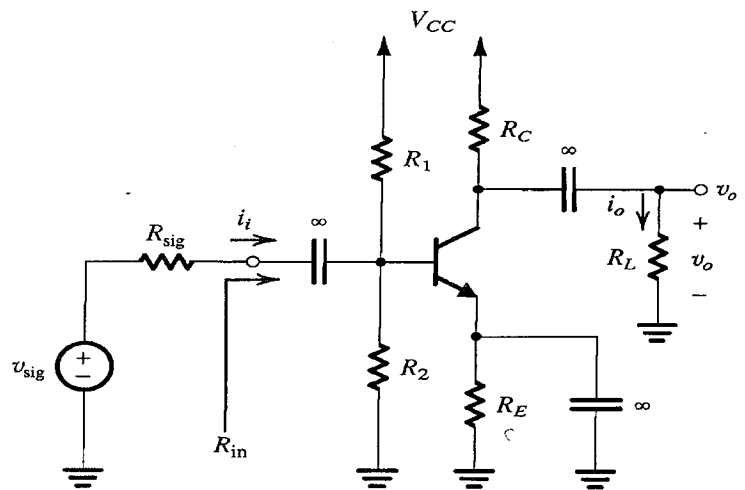 V_CC
R_C
R_1
∞
v_o
i_i
∞
i_o
+
R_sig
R_L
v_o
−
v_sig
+
−
R_2
R_E
∞
R_in